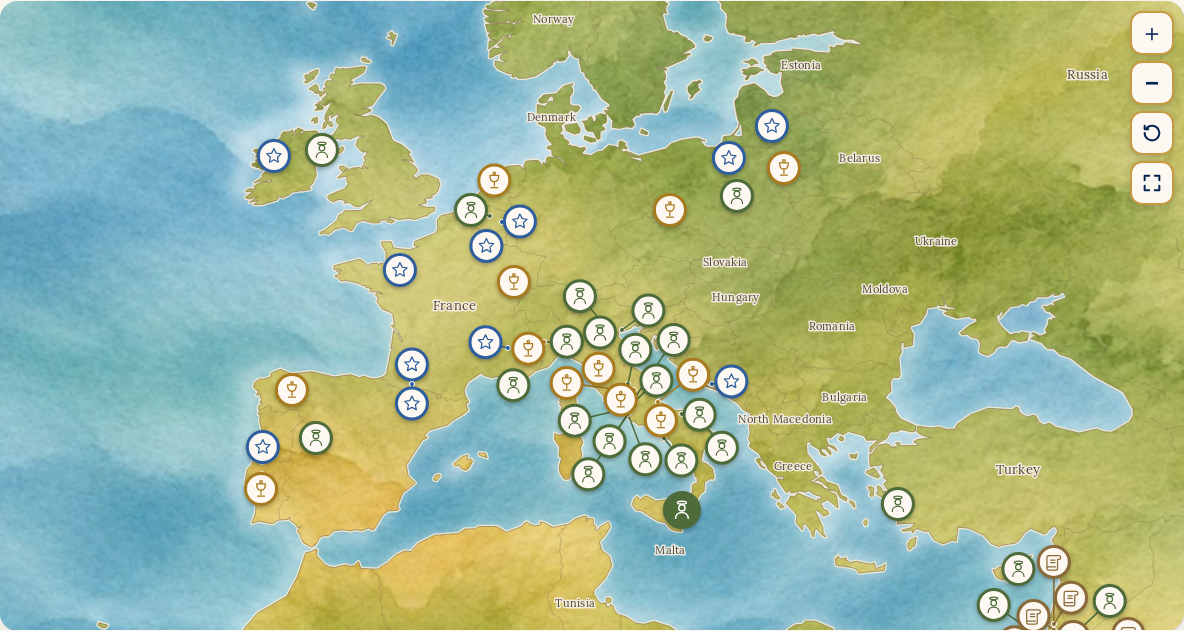 Norway
Estonia
Russia
Denmark
Belarus
Ukraine
Slovakia
Moldova
Hungary
France
Romania
Bulgaria
North Macedonia
Greece
Turkey
Malta
Tunisia